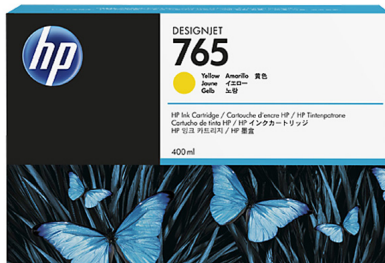 hp
DESIGNJET
765
Yellow Amarillo 黄色
Jaune イエロー
Gelb 노랑
HP Ink Cartridge / Cartouche d'encre HP / HP Tintenpatrone
Cartucho de tinta HP / HP インクカートリッジ
HP 잉크 카트리지 / HP 墨盒
400 ml